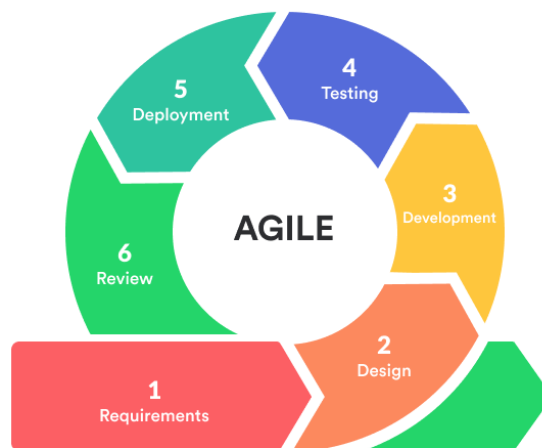 AGILE
1
Requirements
2
Design
3
Development
4
Testing
5
Deployment
6
Review